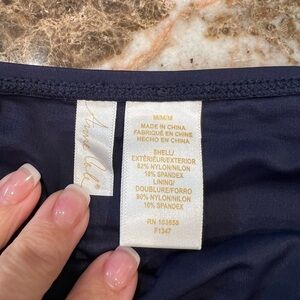 M/M/M
MADE IN CHINA
FABRIQUÉ EN CHINE
HECHO EN CHINA
SHELL/
EXTÉRIEUR/EXTERIOR
82% NYLON/NILON
18% SPANDEX
LINING/
DOUBLURE/FORRO
90% NYLON/NILON
10% SPANDEX
RN 103658
F1347